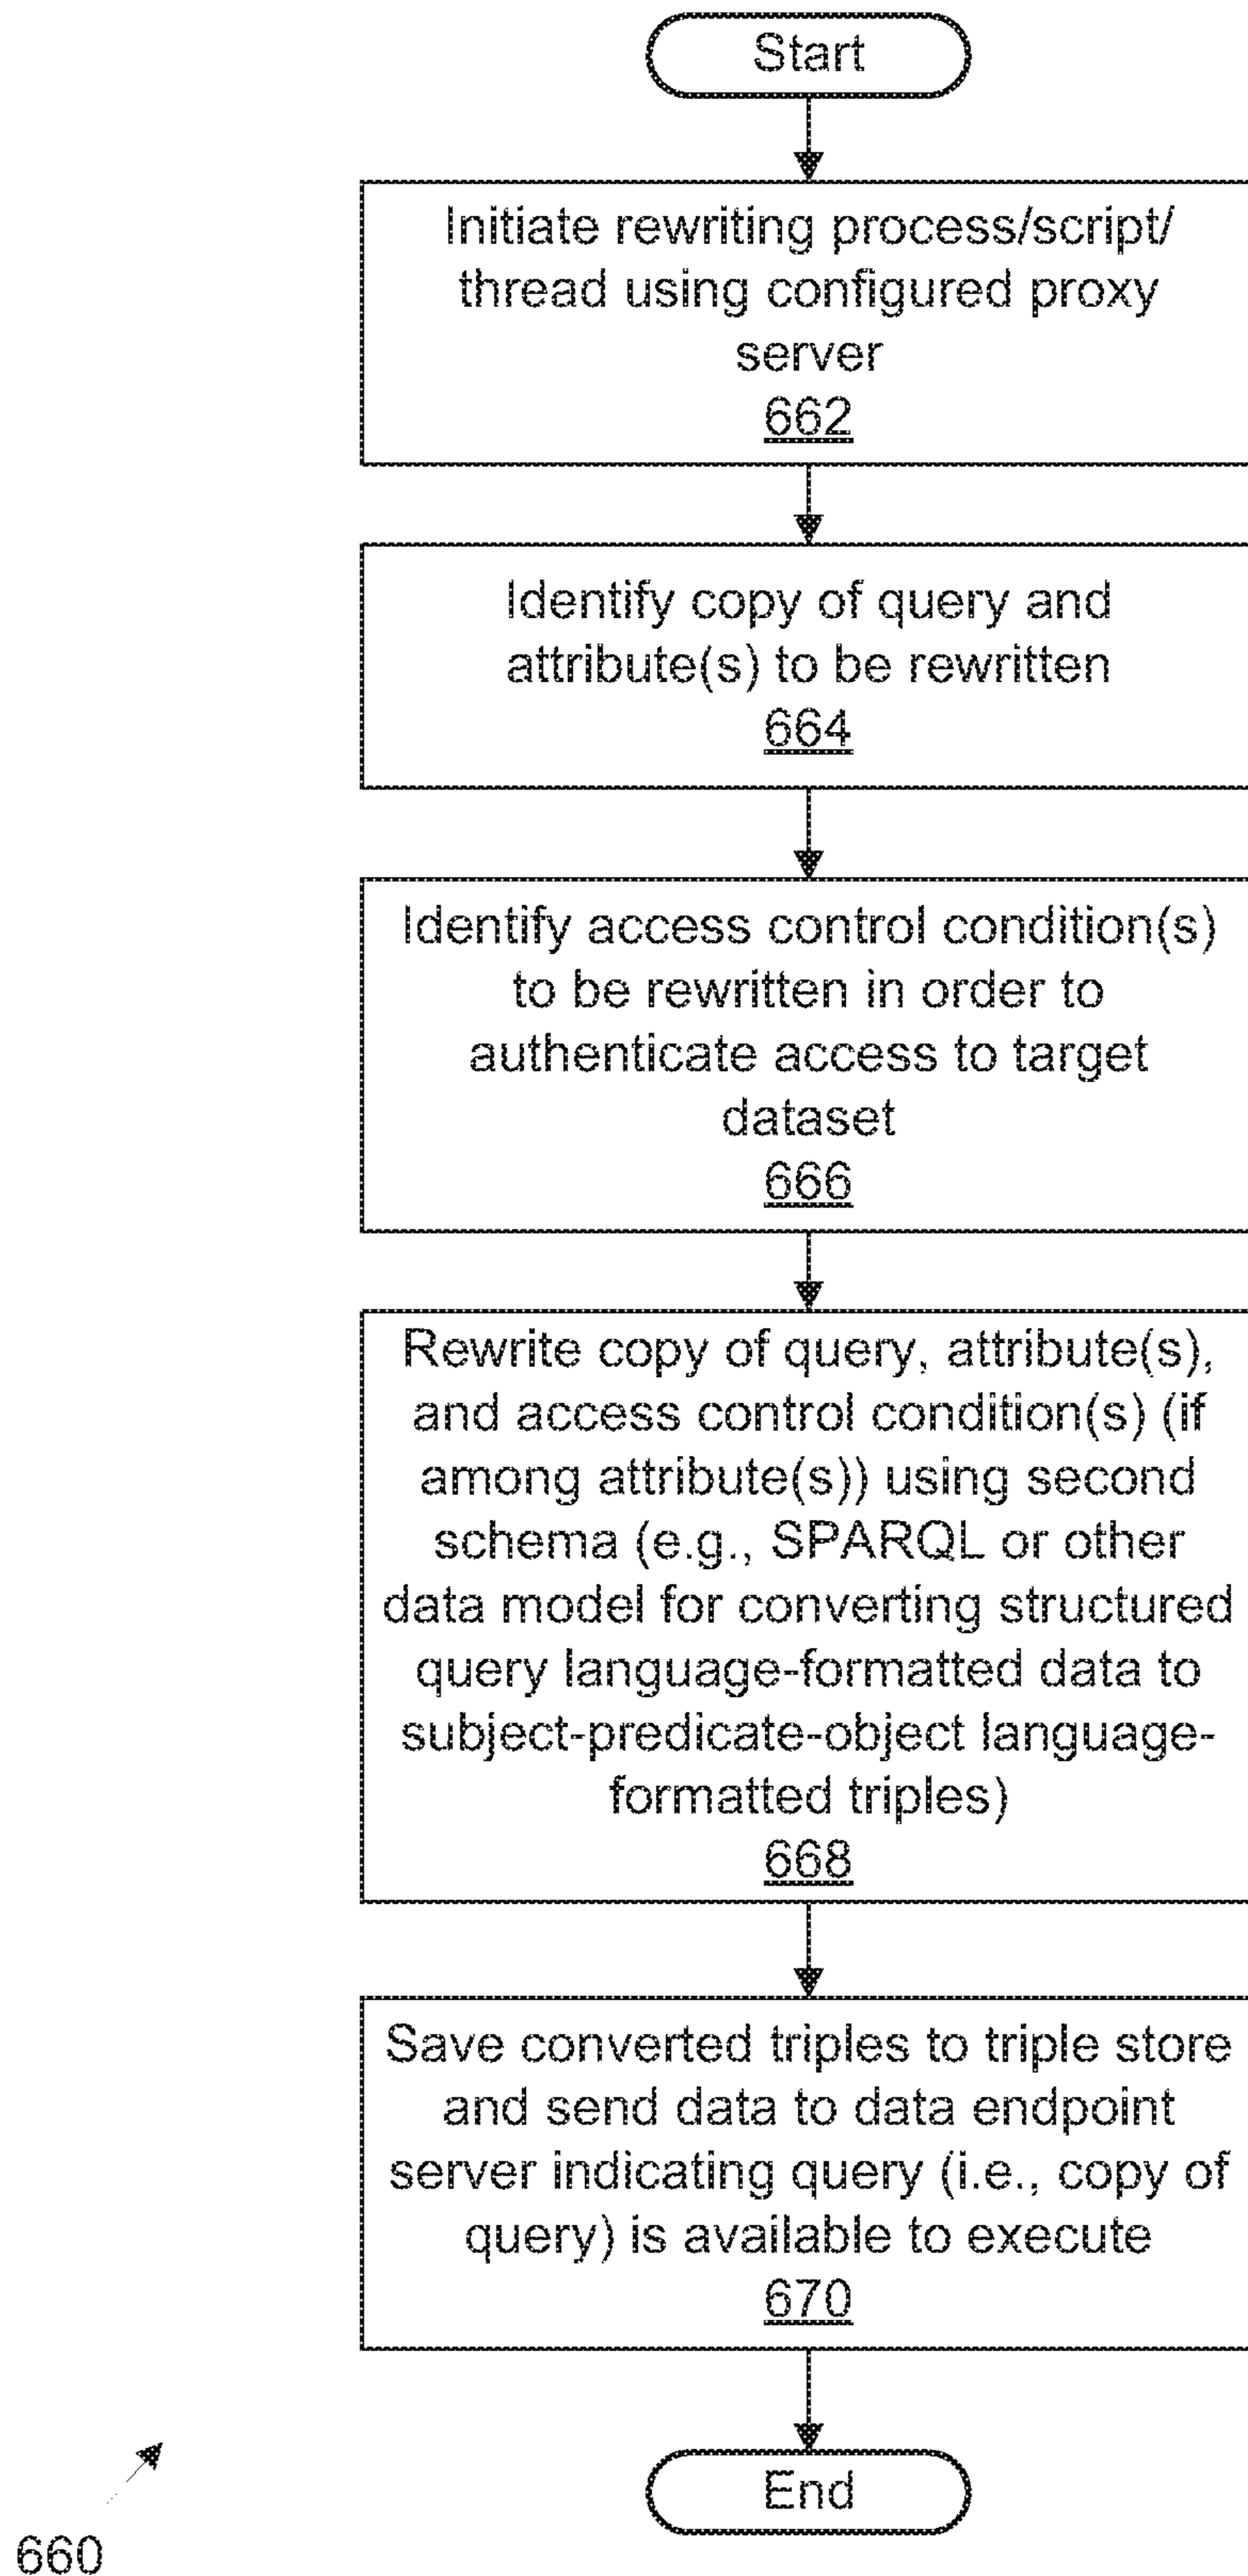 Start
Initiate rewriting process/script/
thread using configured proxy
server
662
Identify copy of query and
attribute(s) to be rewritten
664
Identify access control condition(s)
to be rewritten in order to
authenticate access to target
dataset
666
Rewrite copy of query, attribute(s),
and access control condition(s) (if
among attribute(s)) using second
schema (e.g., SPARQL or other
data model for converting structured
query language-formatted data to
subject-predicate-object language-
formatted triples)
668
Save converted triples to triple store
and send data to data endpoint
server indicating query (i.e., copy of
query) is available to execute
670
End
660